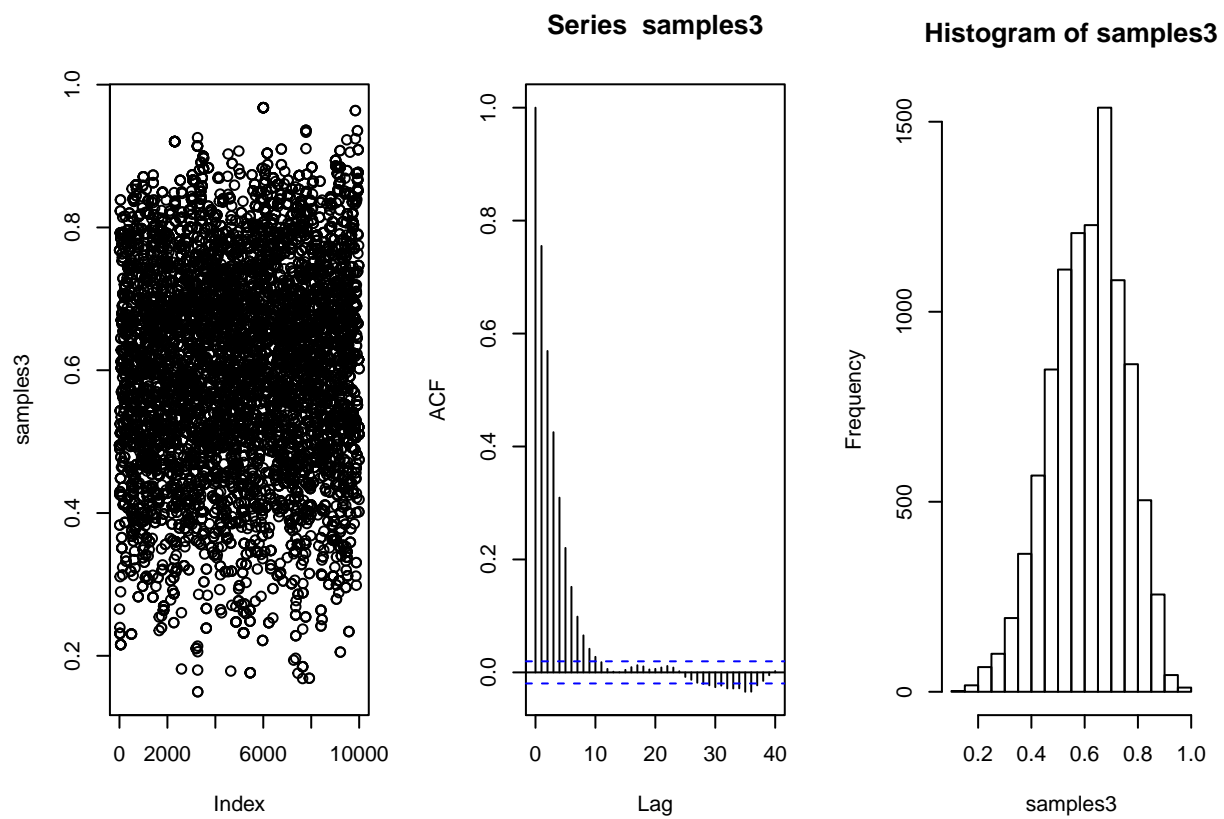 0 2000 6000 10000
0.2 0.4 0.6 0.8 1.0
Index
samples3
Series samples3
0 10 20 30 40
0.0 0.2 0.4 0.6 0.8 1.0
Lag
ACF
Histogram of samples3
0.2 0.4 0.6 0.8 1.0
0 500 1000 1500
samples3
Frequency